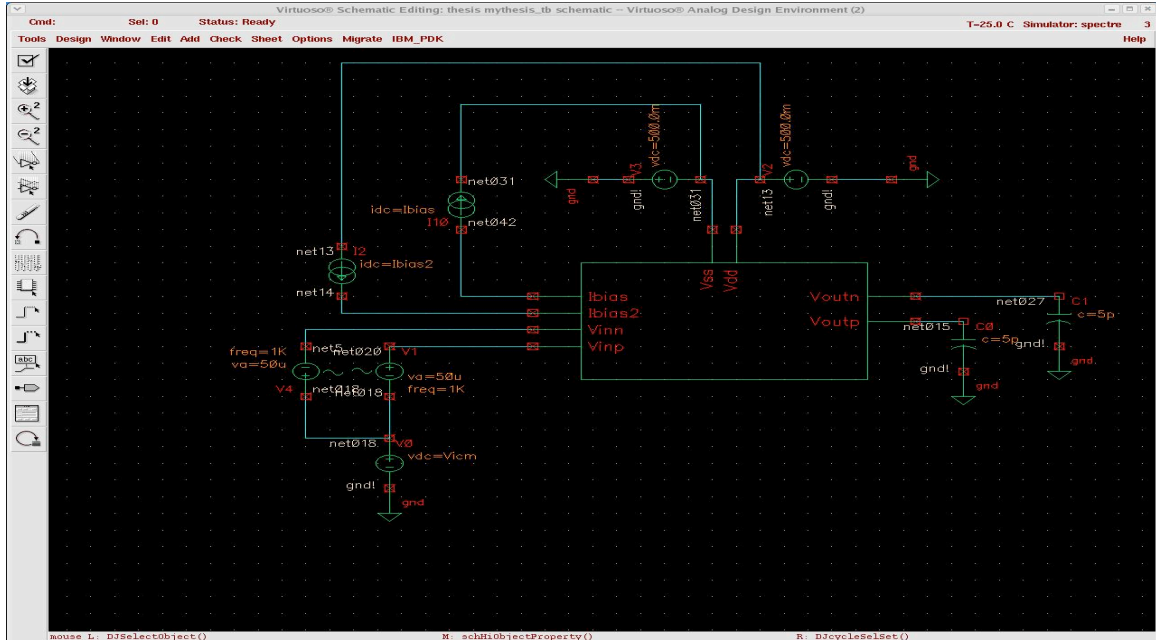 Virtuoso® Schematic Editing: thesis mythesis_tb schematic – Virtuoso® Analog Design Environment (2)
Cmd: Sel: 0 Status: Ready T=25.0 C Simulator: spectre 3
Tools Design Window Edit Add Check Sheet Options Migrate IBM_PDK Help
vdc=500.0m
vdc=500.0m
V3
V2
gnd
gnd
gnd!
net031
net13
gnd!
net031
idc=Ibias
I10
net042
net13
I2
idc=Ibias2
net14
Vss
Vdd
Ibias
Ibias2
Vinn
Vinp
Voutn
Voutp
net027
C1
c=5p
gnd!
gnd
net015
C0
c=5p
gnd!
gnd
freq=1K
va=50u
net5
net020
V1
va=50u
freq=1K
V4
net018
net018
net018
V0
vdc=Vicm
gnd!
gnd
abc
mouse L: DJSelectObject() M: schHiObjectProperty() R: DJcycleSelSet()